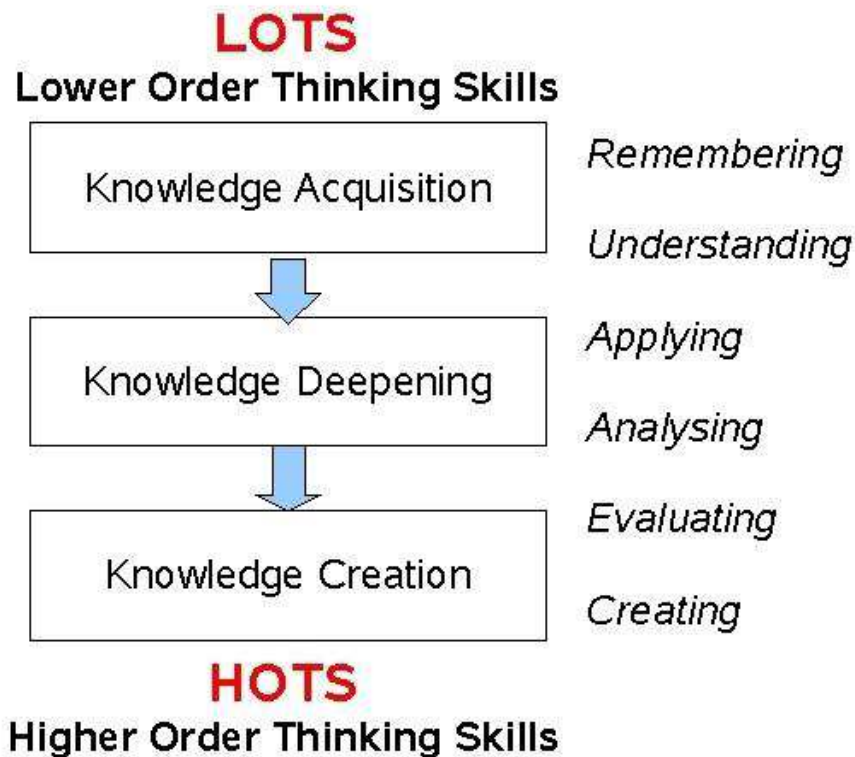 LOTS
Lower Order Thinking Skills
Knowledge Acquisition
Remembering
Understanding
Knowledge Deepening
Applying
Analysing
Knowledge Creation
Evaluating
Creating
HOTS
Higher Order Thinking Skills